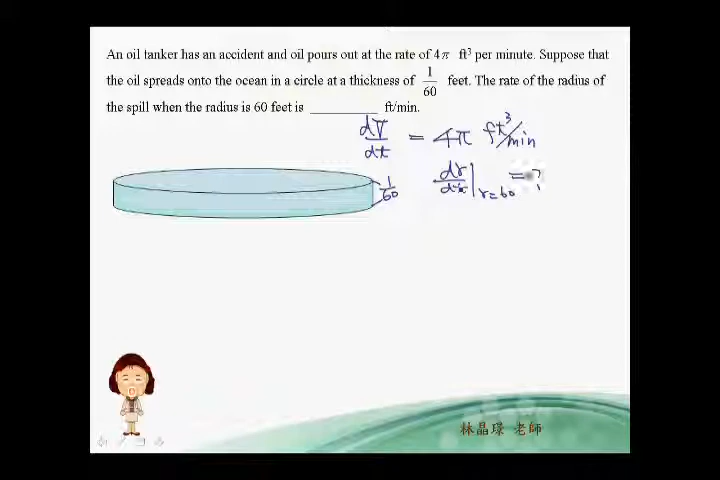 An oil tanker has an accident and oil pours out at the rate of 4π ft³ per minute. Suppose that
the oil spreads onto the ocean in a circle at a thickness of 1/60 feet. The rate of the radius of
the spill when the radius is 60 feet is ________ ft/min.
dV/dt = 4π ft³/min
1/60
dr/dt | r=60 = ?
林晶璟 老師